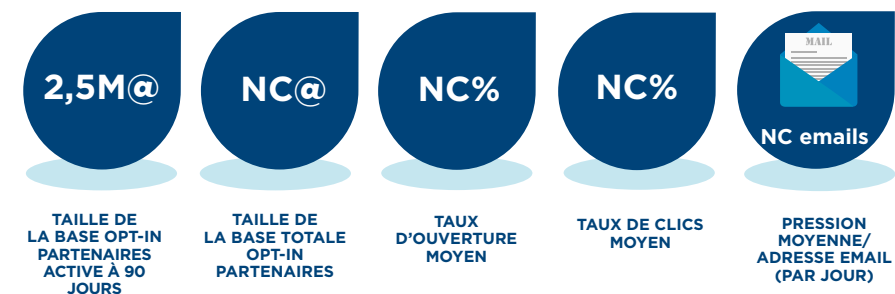 2,5M@
NC@
NC%
NC%
MAIL
NC emails
TAILLE DE
LA BASE OPT-IN
PARTENAIRES
ACTIVE À 90
JOURS
TAILLE DE
LA BASE TOTALE
OPT-IN
PARTENAIRES
TAUX
D'OUVERTURE
MOYEN
TAUX DE CLICS
MOYEN
PRESSION
MOYENNE/
ADRESSE EMAIL
(PAR JOUR)